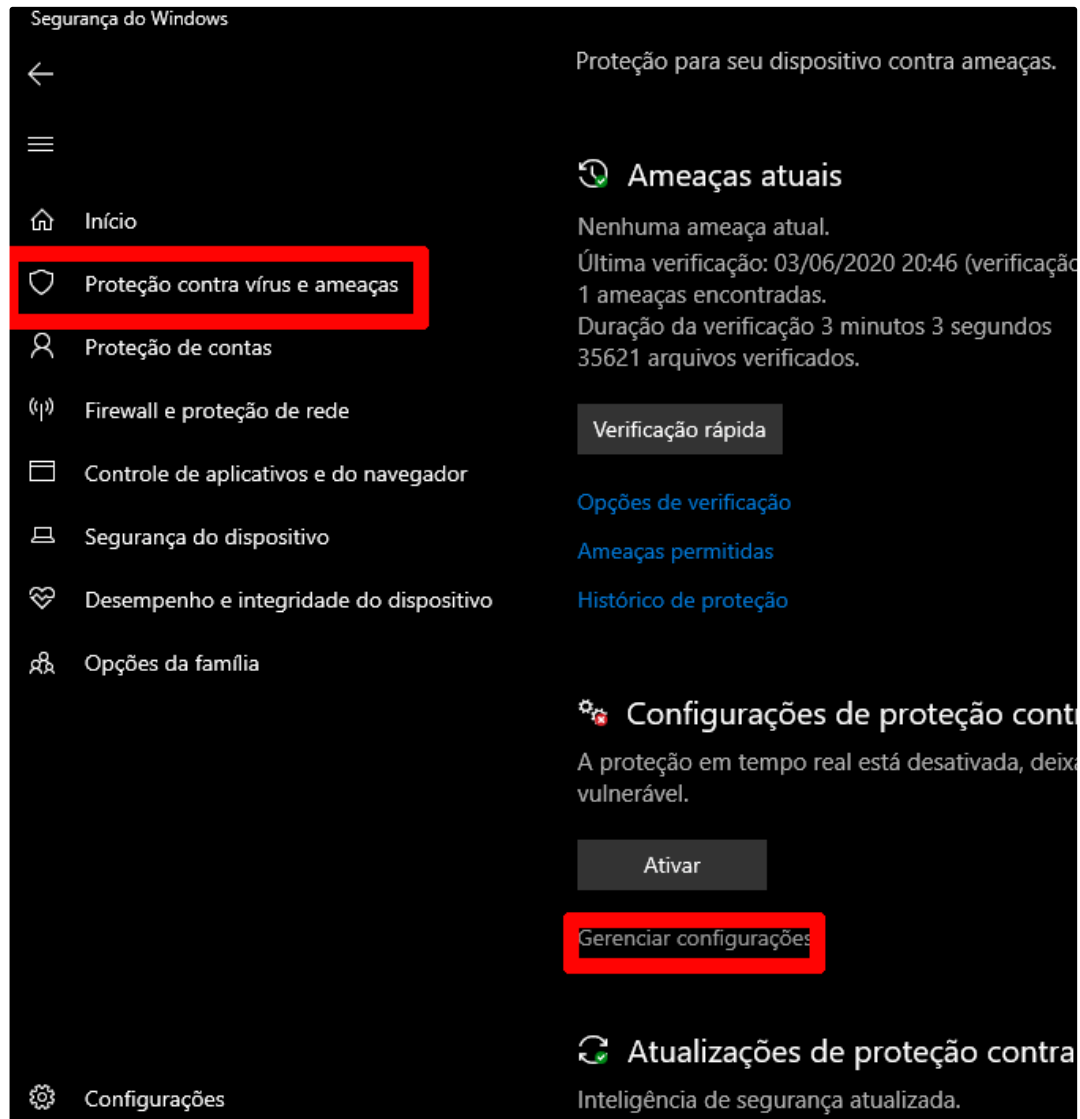 Segurança do Windows
Início
Proteção contra vírus e ameaças
Proteção de contas
Firewall e proteção de rede
Controle de aplicativos e do navegador
Segurança do dispositivo
Desempenho e integridade do dispositivo
Opções da família
Configurações
Proteção para seu dispositivo contra ameaças.
Ameaças atuais
Nenhuma ameaça atual.
Última verificação: 03/06/2020 20:46 (verificação
1 ameaças encontradas.
Duração da verificação 3 minutos 3 segundos
35621 arquivos verificados.
Verificação rápida
Opções de verificação
Ameaças permitidas
Histórico de proteção
Configurações de proteção cont
A proteção em tempo real está desativada, deixa
vulnerável.
Ativar
Gerenciar configurações
Atualizações de proteção contra
Inteligência de segurança atualizada.